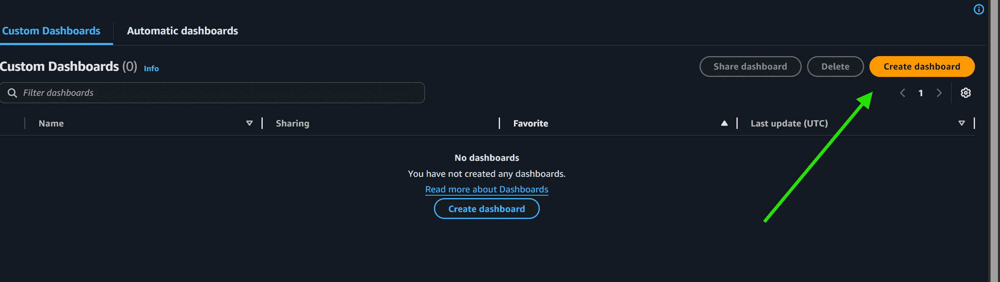 Custom Dashboards
Automatic dashboards
Custom Dashboards (0) Info
Share dashboard
Delete
Create dashboard
Filter dashboards
1
Name
Sharing
Favorite
Last update (UTC)
No dashboards
You have not created any dashboards.
Read more about Dashboards
Create dashboard